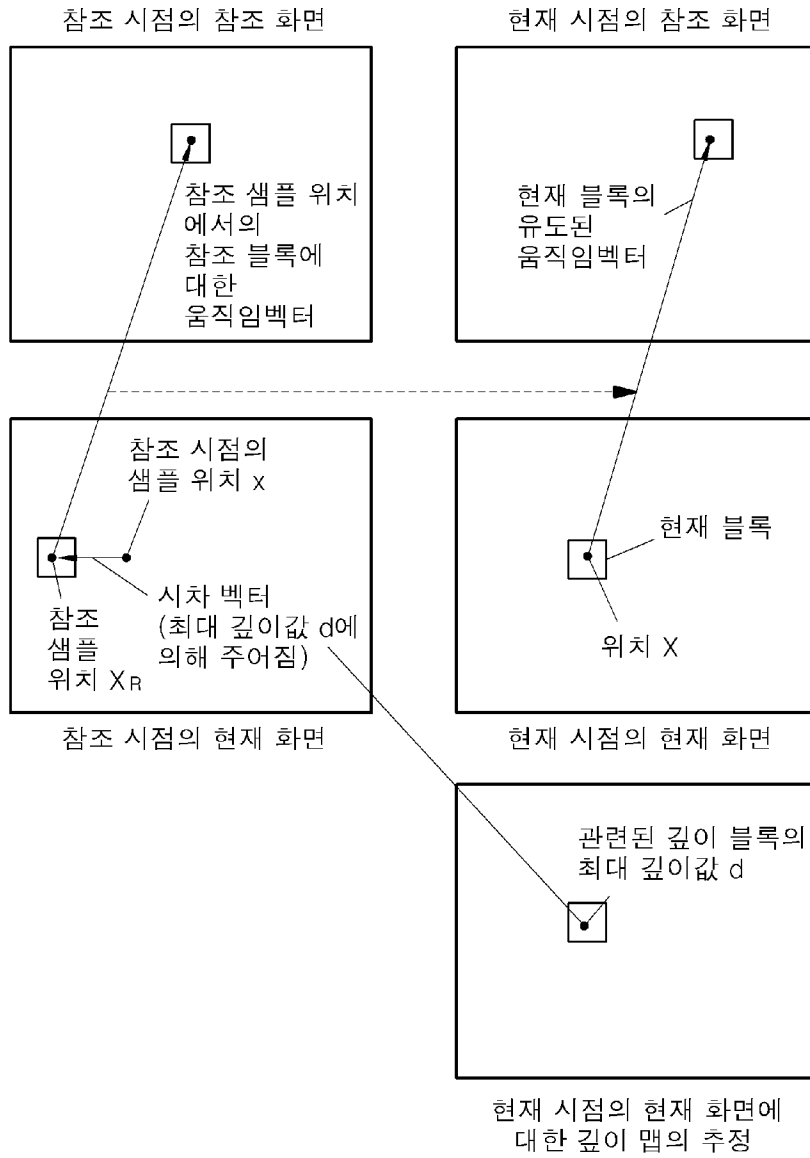 참조 시점의 참조 화면
현재 시점의 참조 화면
참조 샘플 위치
에서의
참조 블록에
대한
움직임벡터
현재 블록의
유도된
움직임벡터
참조 시점의
샘플 위치 x
시차 벡터
(최대 깊이값 d에
의해 주어짐)
참조
샘플
위치 XR
참조 시점의 현재 화면
현재 블록
위치 X
현재 시점의 현재 화면
관련된 깊이 블록의
최대 깊이값 d
현재 시점의 현재 화면에
대한 깊이 맵의 추정